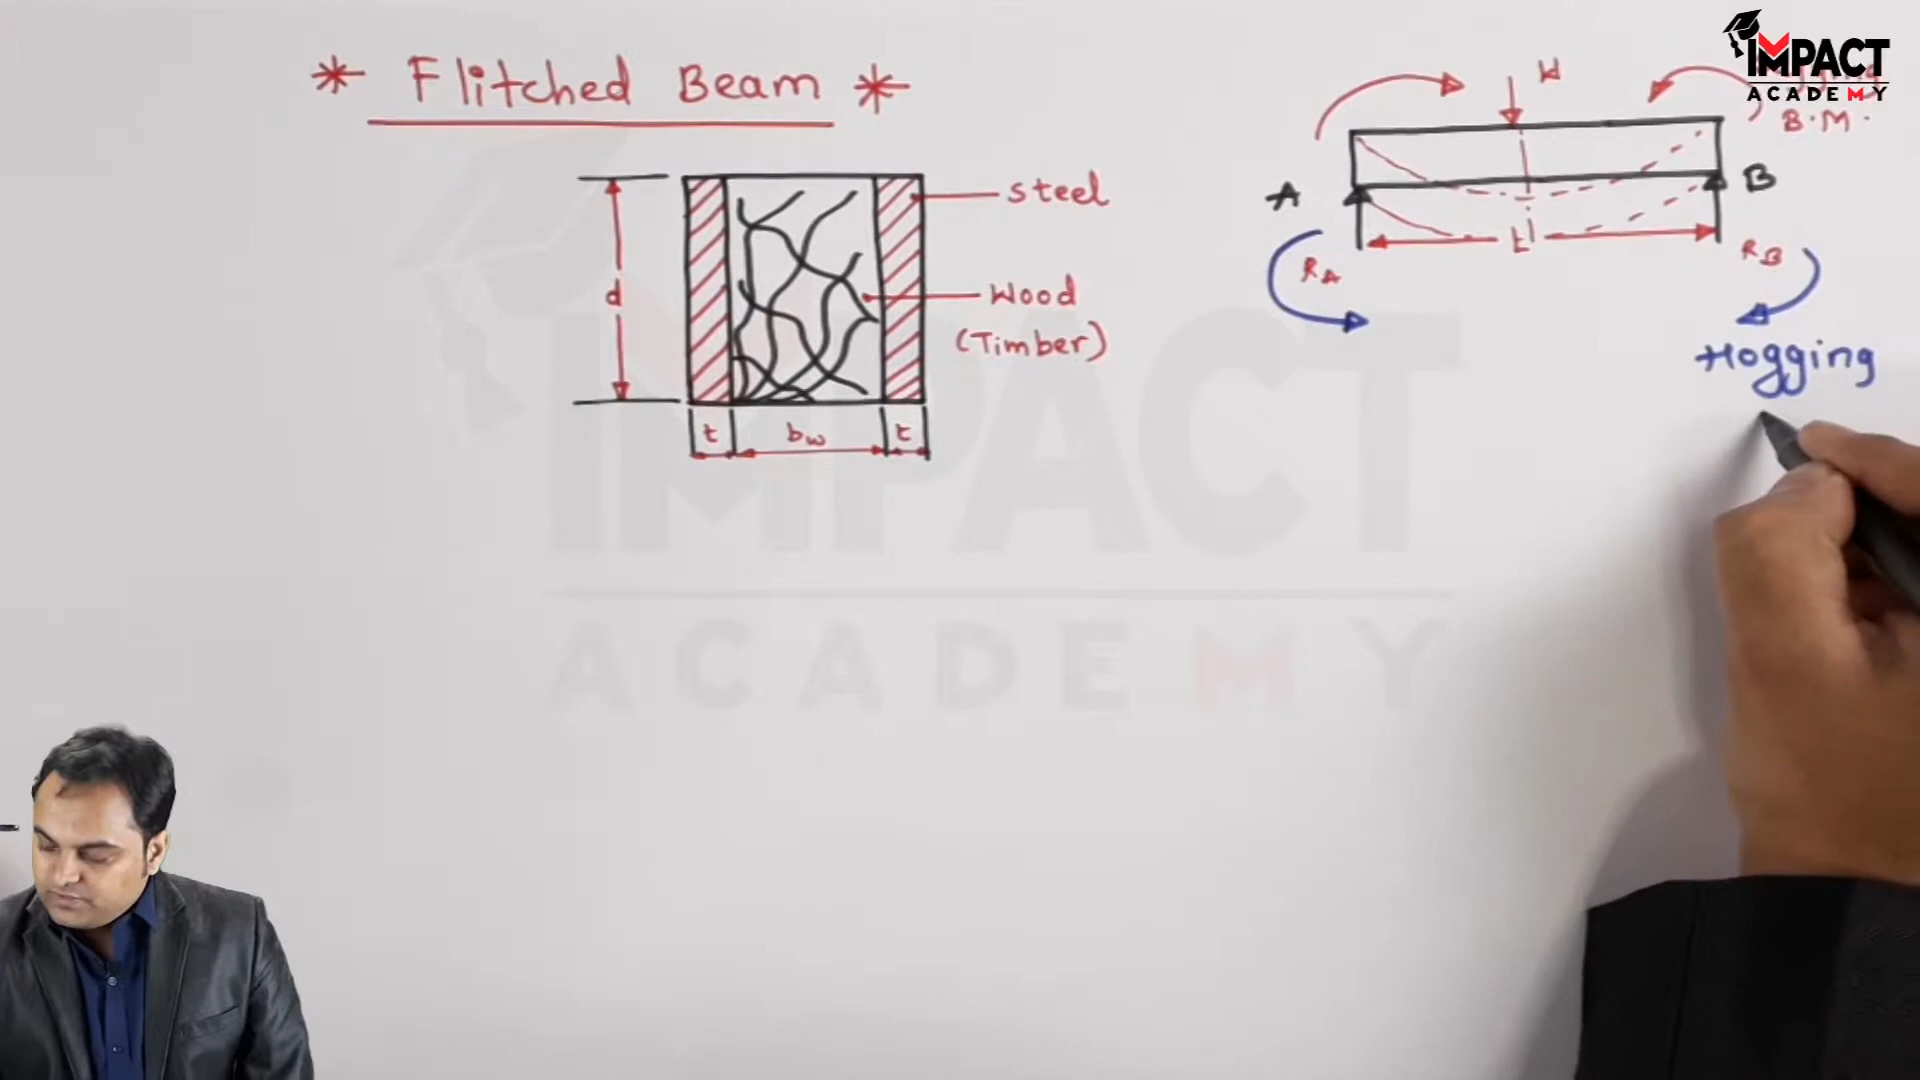 * Flitched Beam *
steel
Wood
(Timber)
d
t
bw
t
W
B.M.
A
B
RA
RB
Hogging
IMPACT
ACADEMY
IMPACT
ACADEMY